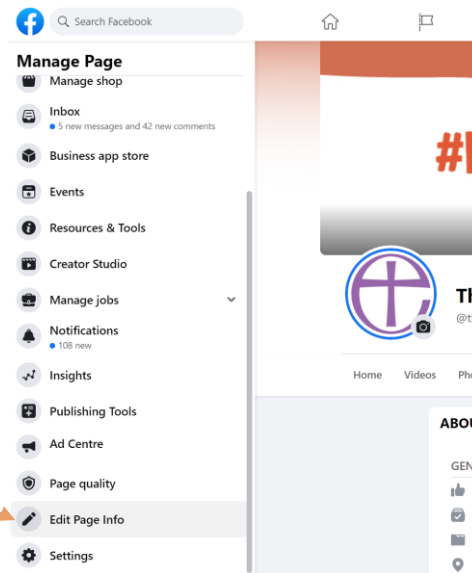 Search Facebook
Manage Page
Manage shop
Inbox
5 new messages and 42 new comments
Business app store
Events
Resources & Tools
Creator Studio
Manage jobs
Notifications
108 new
Insights
Publishing Tools
Ad Centre
Page quality
Edit Page Info
Settings
Home Videos